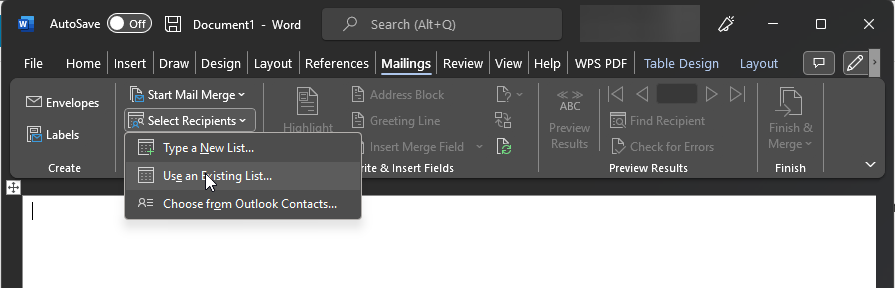 AutoSave Off Document1 - Word Search (Alt+Q)
File Home Insert Draw Design Layout References Mailings Review View Help WPS PDF Table Design Layout
Envelopes
Labels
Create
Start Mail Merge
Select Recipients
Type a New List...
Use an Existing List...
Choose from Outlook Contacts...
Highlight
Address Block
Greeting Line
Insert Merge Field
rite & Insert Fields
ABC
Preview
Results
Find Recipient
Check for Errors
Preview Results
Finish &
Merge
Finish